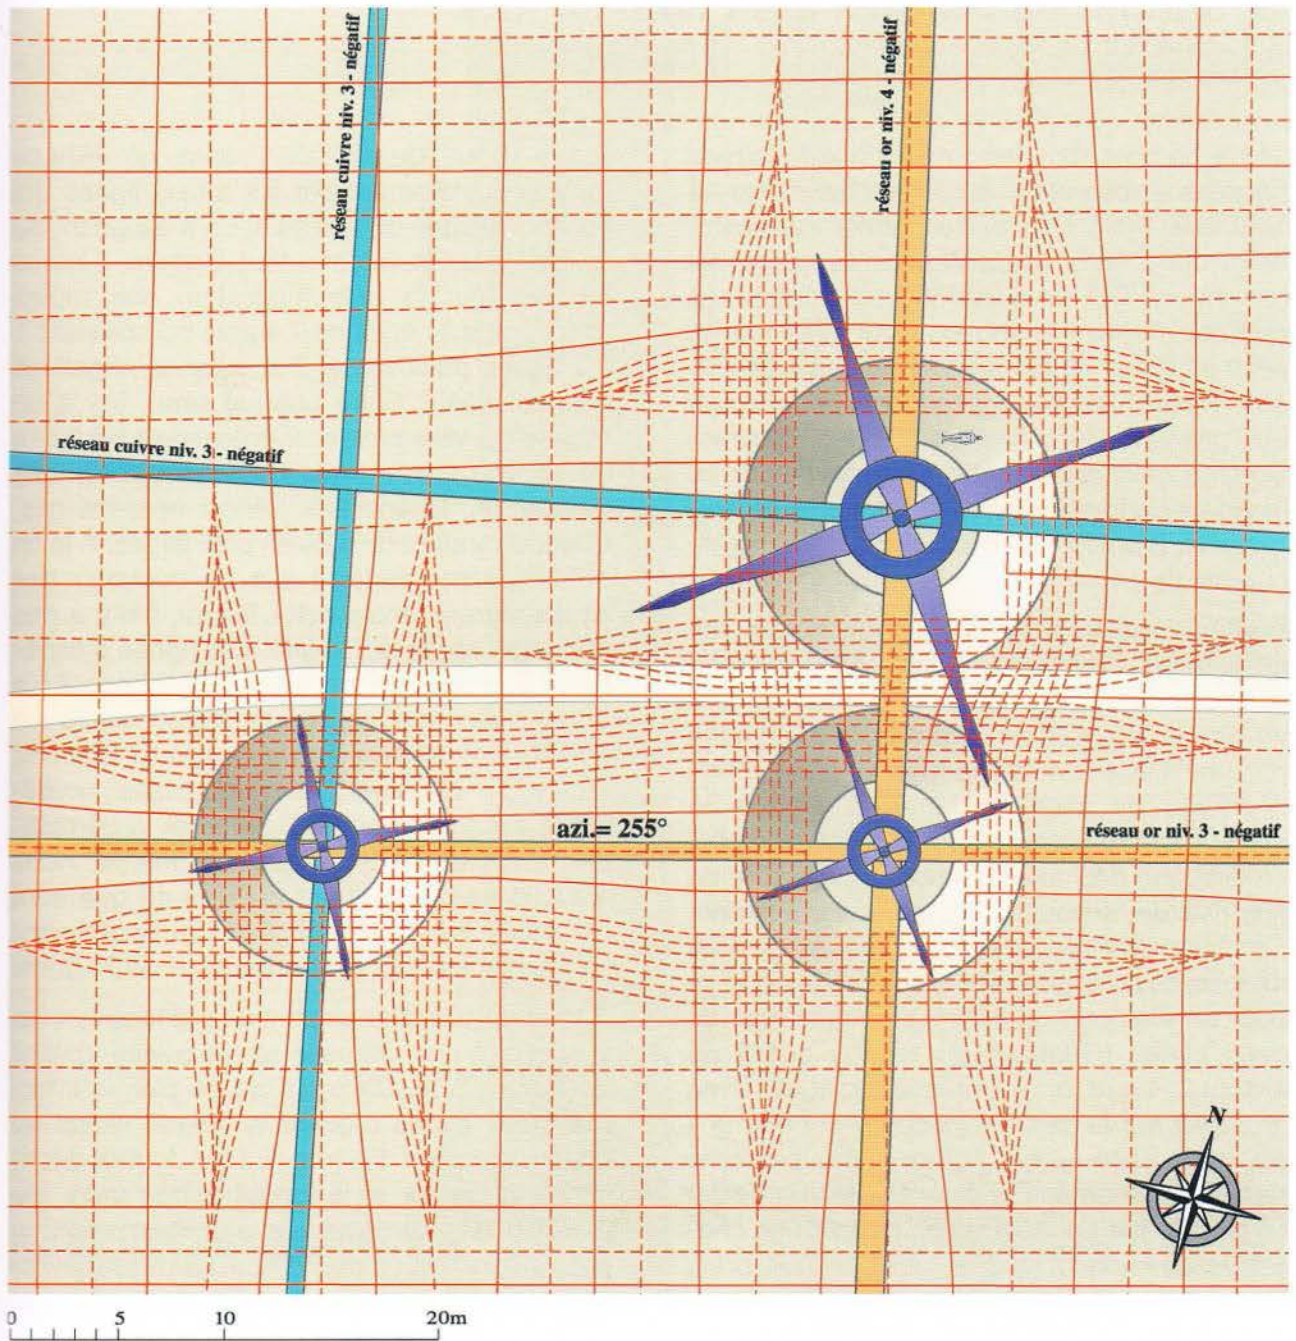 réseau cuivre niv. 3 - négatif
réseau or niv. 4 - négatif
réseau cuivre niv. 3 - négatif
azi.= 255°
réseau or niv. 3 - négatif
N
0 5 10 20m